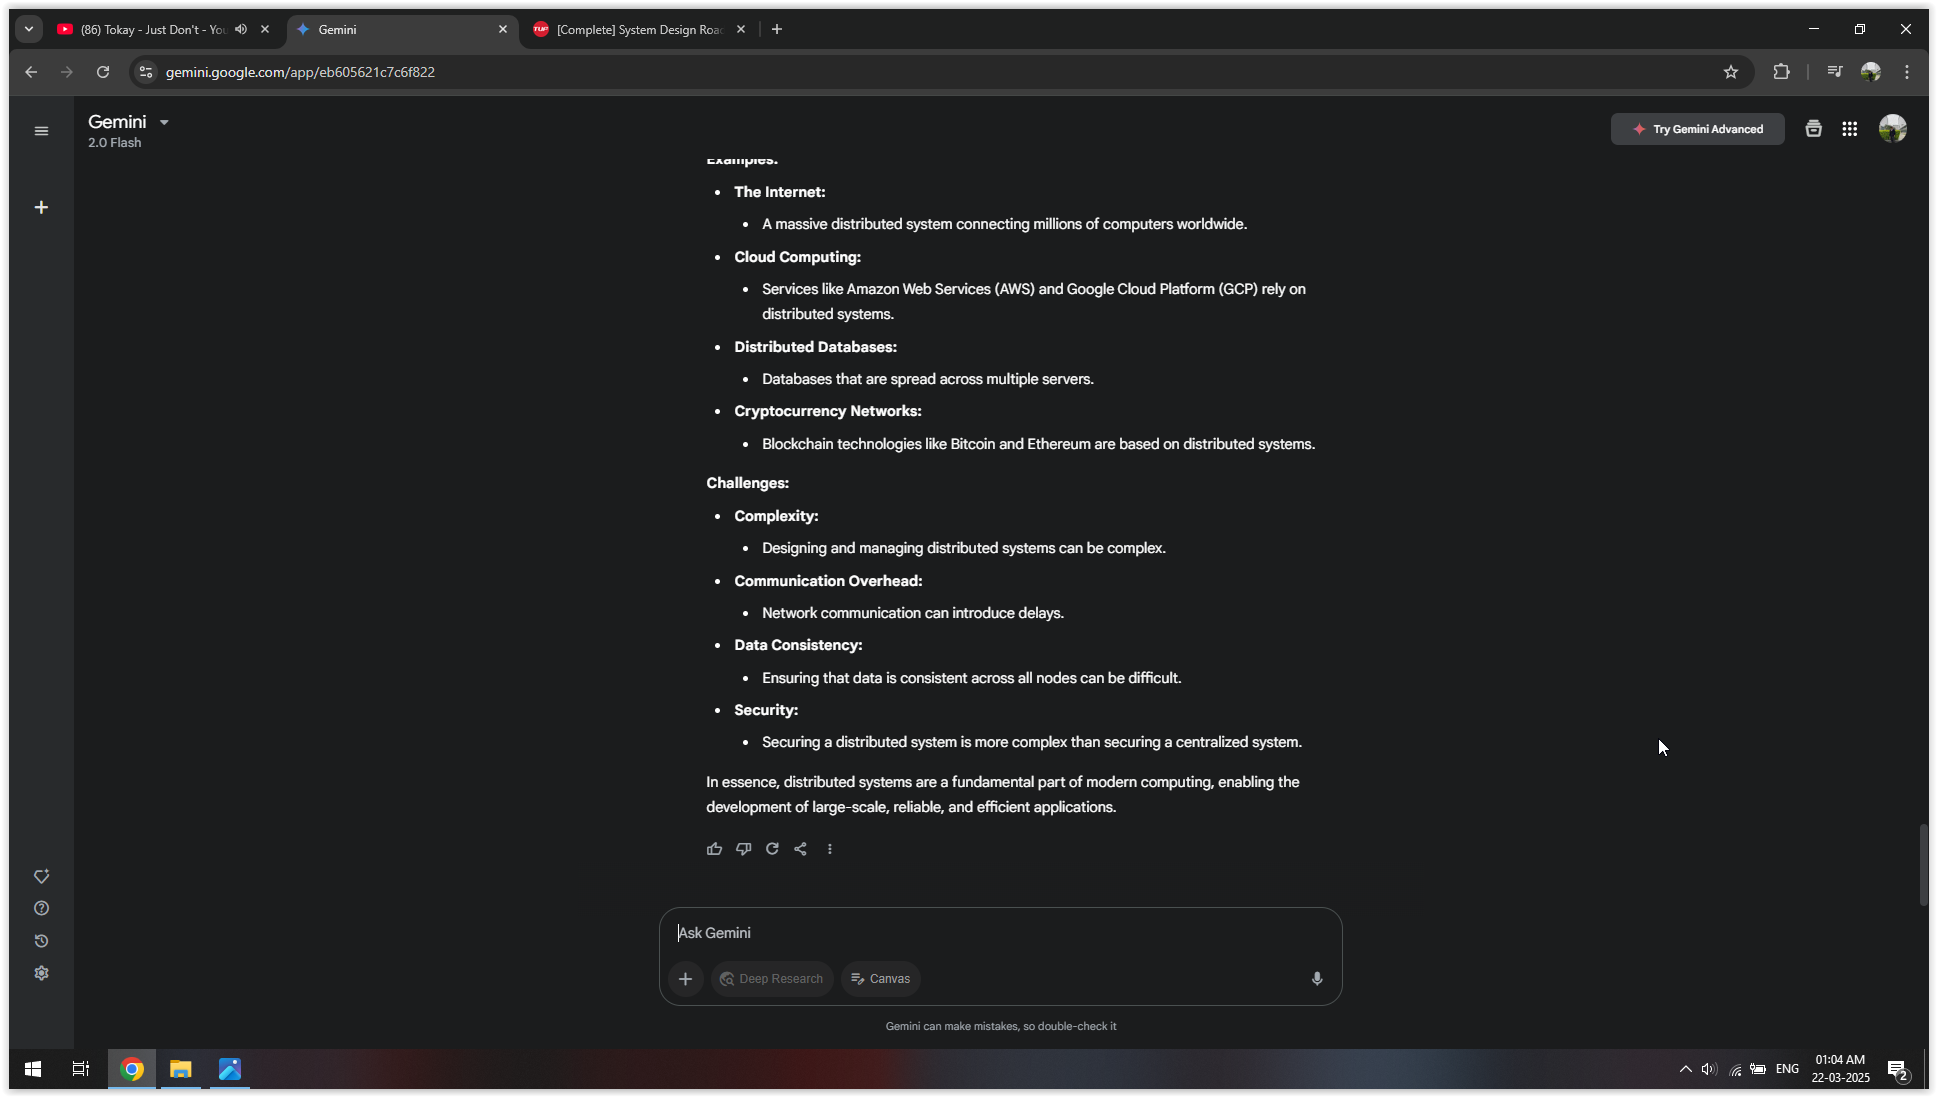 (86) Tokay - Just Don't - You
Gemini
[Complete] System Design Road
gemini.google.com/app/eb605621c7c6f822
Gemini
2.0 Flash
Try Gemini Advanced
Examples:
The Internet:
A massive distributed system connecting millions of computers worldwide.
Cloud Computing:
Services like Amazon Web Services (AWS) and Google Cloud Platform (GCP) rely on
distributed systems.
Distributed Databases:
Databases that are spread across multiple servers.
Cryptocurrency Networks:
Blockchain technologies like Bitcoin and Ethereum are based on distributed systems.
Challenges:
Complexity:
Designing and managing distributed systems can be complex.
Communication Overhead:
Network communication can introduce delays.
Data Consistency:
Ensuring that data is consistent across all nodes can be difficult.
Security:
Securing a distributed system is more complex than securing a centralized system.
In essence, distributed systems are a fundamental part of modern computing, enabling the
development of large-scale, reliable, and efficient applications.
Ask Gemini
Deep Research
Canvas
Gemini can make mistakes, so double-check it
ENG
01:04 AM
22-03-2025
2